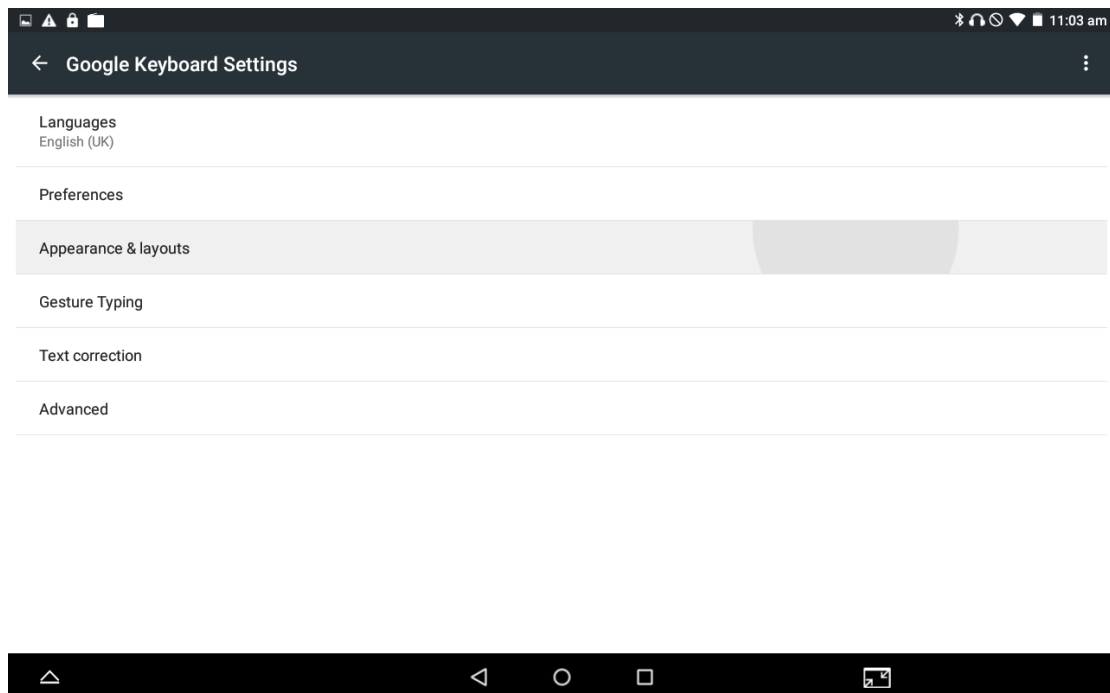 11:03 am
Google Keyboard Settings
Languages
English (UK)
Preferences
Appearance & layouts
Gesture Typing
Text correction
Advanced